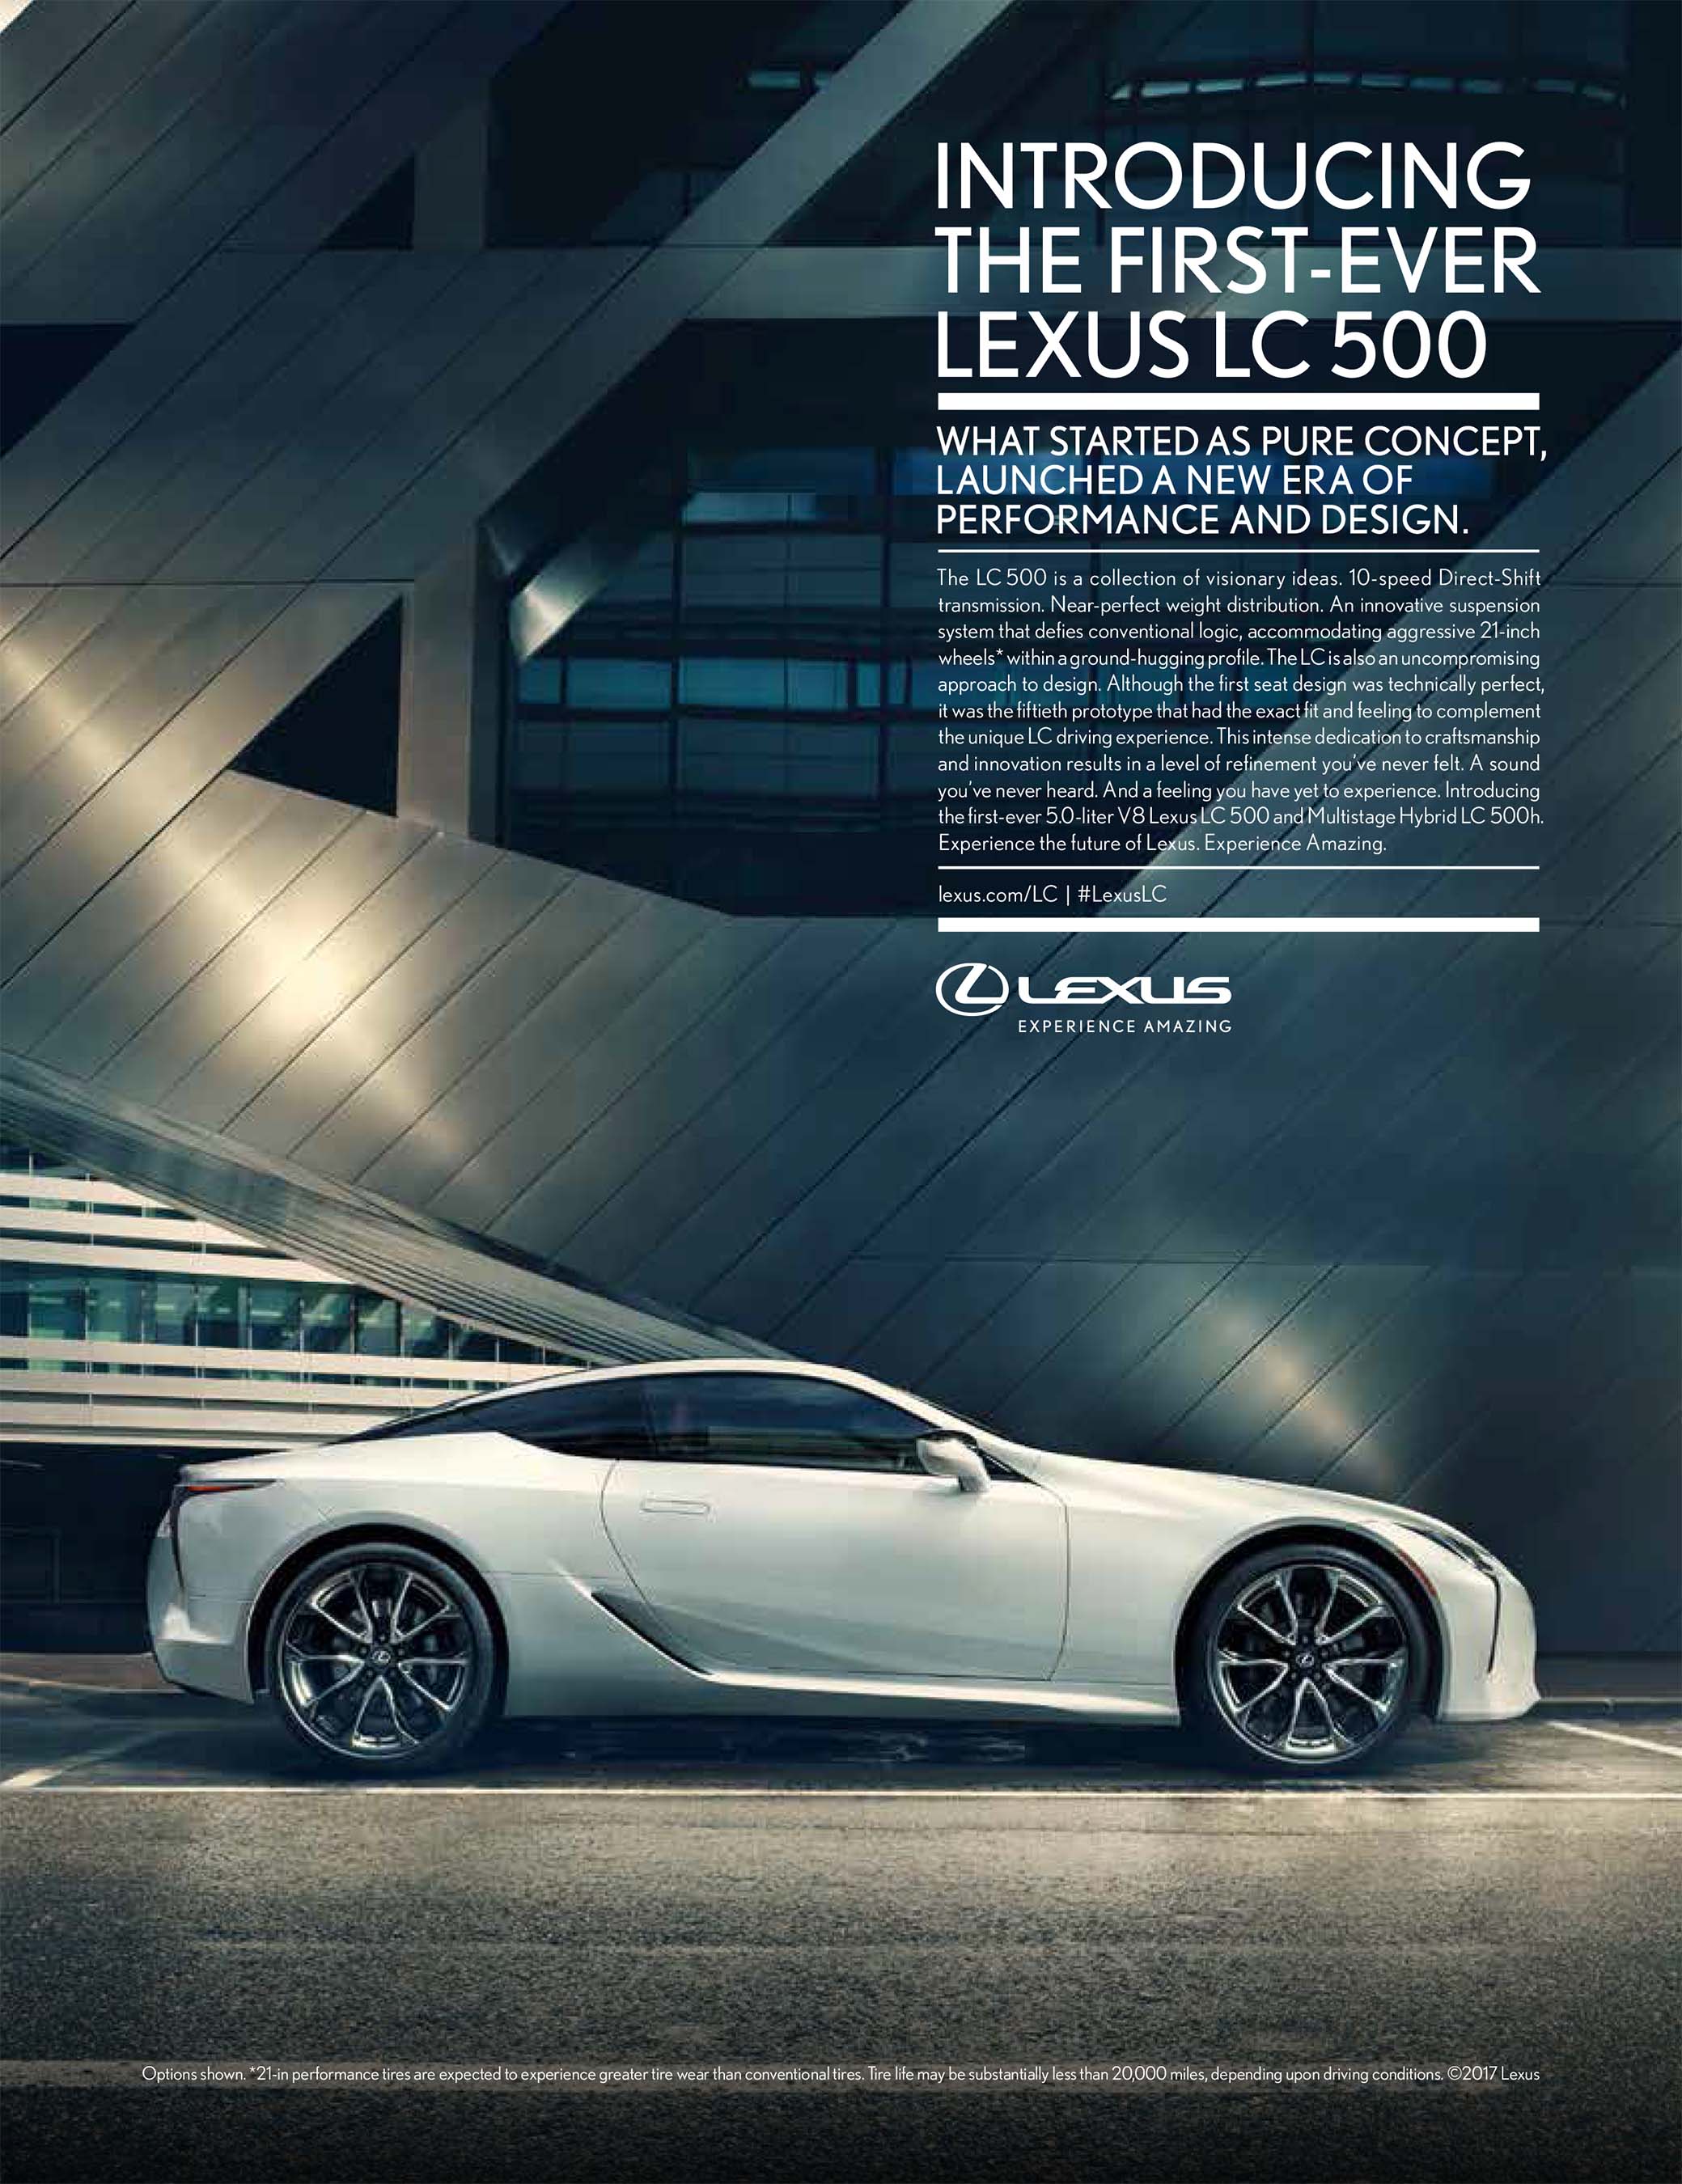 INTRODUCING
THE FIRST-EVER
LEXUS LC 500
WHAT STARTED AS PURE CONCEPT,
LAUNCHED A NEW ERA OF
PERFORMANCE AND DESIGN.
The LC 500 is a collection of visionary ideas. 10-speed Direct-Shift
transmission. Near-perfect weight distribution. An innovative suspension
system that defies conventional logic, accommodating aggressive 21-inch
wheels* within a ground-hugging profile. The LC is also an uncompromising
approach to design. Although the first seat design was technically perfect,
it was the fiftieth prototype that had the exact fit and feeling to complement
the unique LC driving experience. This intense dedication to craftsmanship
and innovation results in a level of refinement you've never felt. A sound
you've never heard. And a feeling you have yet to experience. Introducing
the first-ever 5.0-liter V8 Lexus LC 500 and Multistage Hybrid LC 500h.
Experience the future of Lexus. Experience Amazing.
lexus.com/LC | #LexusLC
LEXUS
EXPERIENCE AMAZING
Options shown. *21-in performance tires are expected to experience greater tire wear than conventional tires. Tire life may be substantially less than 20,000 miles, depending upon driving conditions. ©2017 Lexus